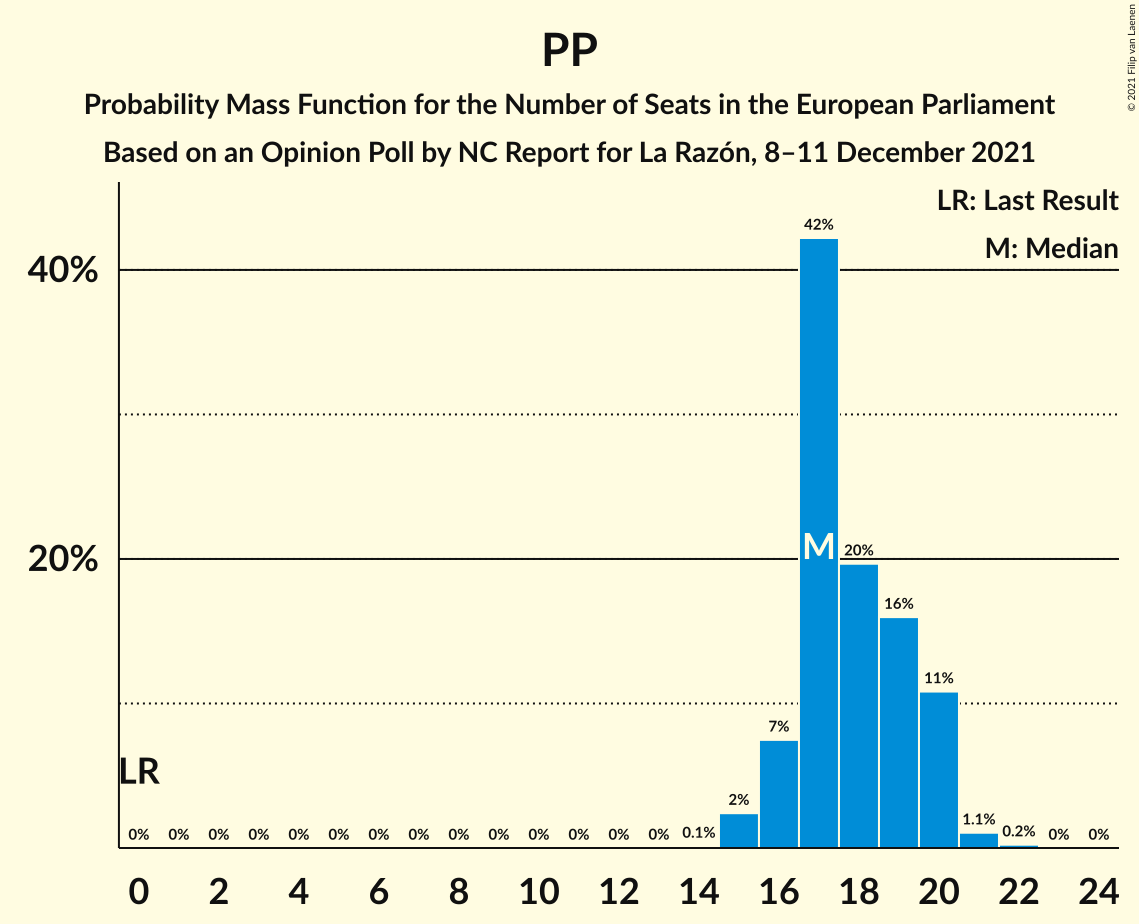 PP
Probability Mass Function for the Number of Seats in the European Parliament
Based on an Opinion Poll by NC Report for La Razón, 8–11 December 2021
© 2021 Filip van Laenen
LR: Last Result
M: Median
40%
20%
42%
M
20%
16%
11%
7%
LR
2%
0% 0% 0% 0% 0% 0% 0% 0% 0% 0% 0% 0% 0% 0% 0.1% 1.1% 0.2% 0% 0%
0 2 4 6 8 10 12 14 16 18 20 22 24